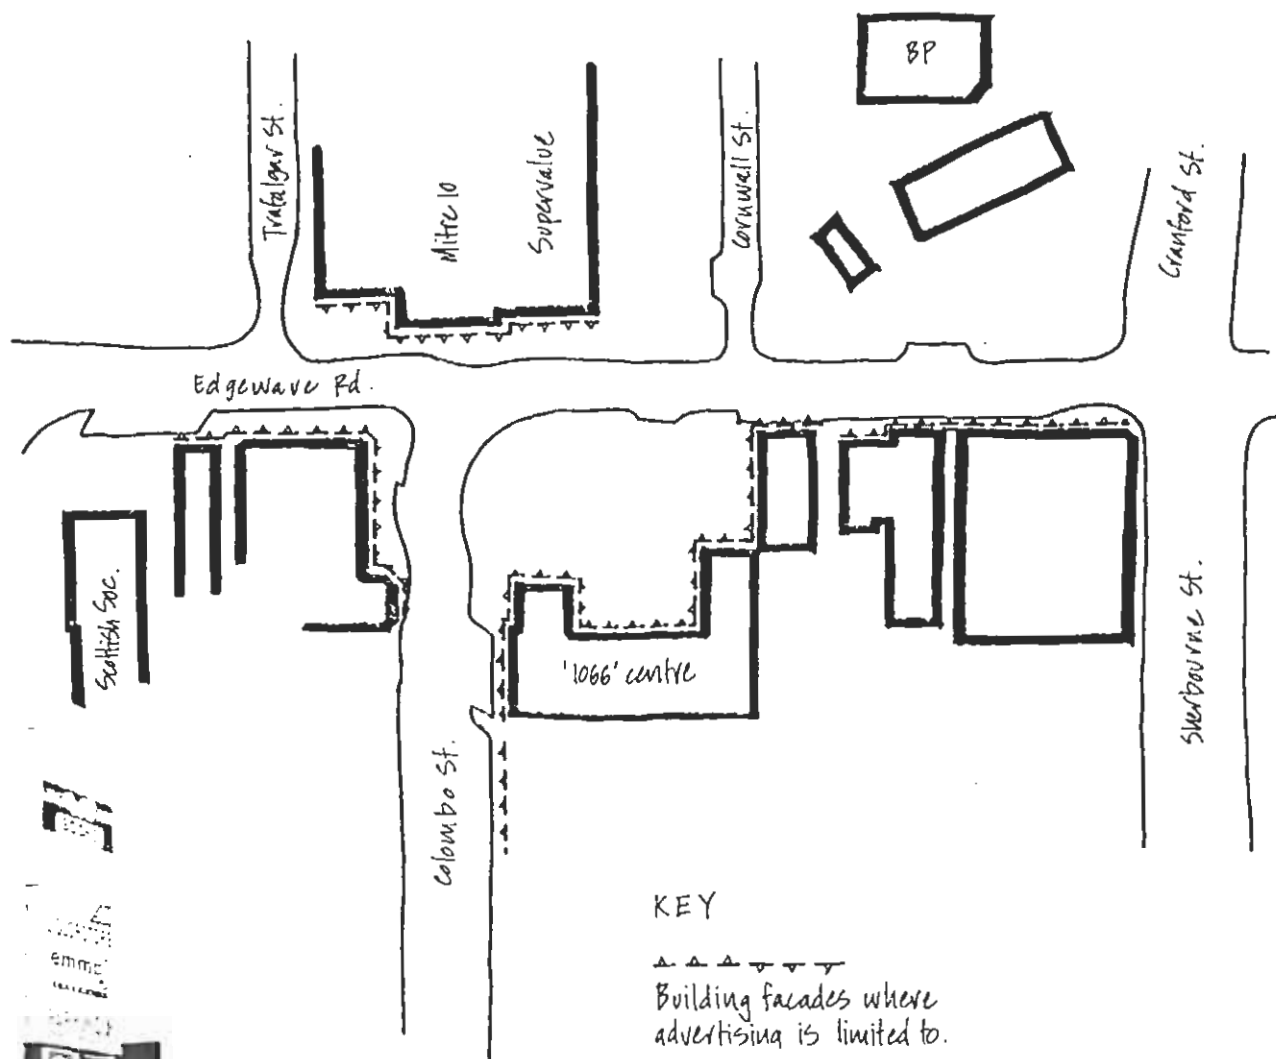 BP
Trafalgar St.
Mitre 10
Supervalue
Cornwall St.
Cranford St.
Edgeware Rd.
Scottish Soc.
'1066' centre
Sherbourne St.
Colombo St.
KEY
Building facades where
advertising is limited to.